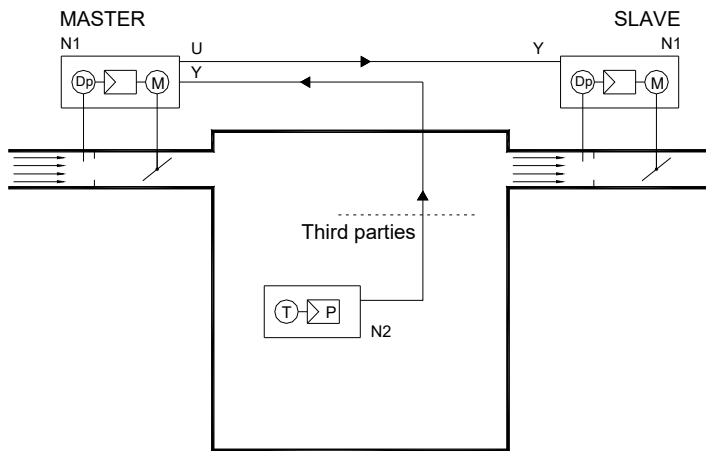 MASTER
SLAVE
N1
U
Y
N1
Y
Dp
M
Dp
M
Third parties
T
P
N2